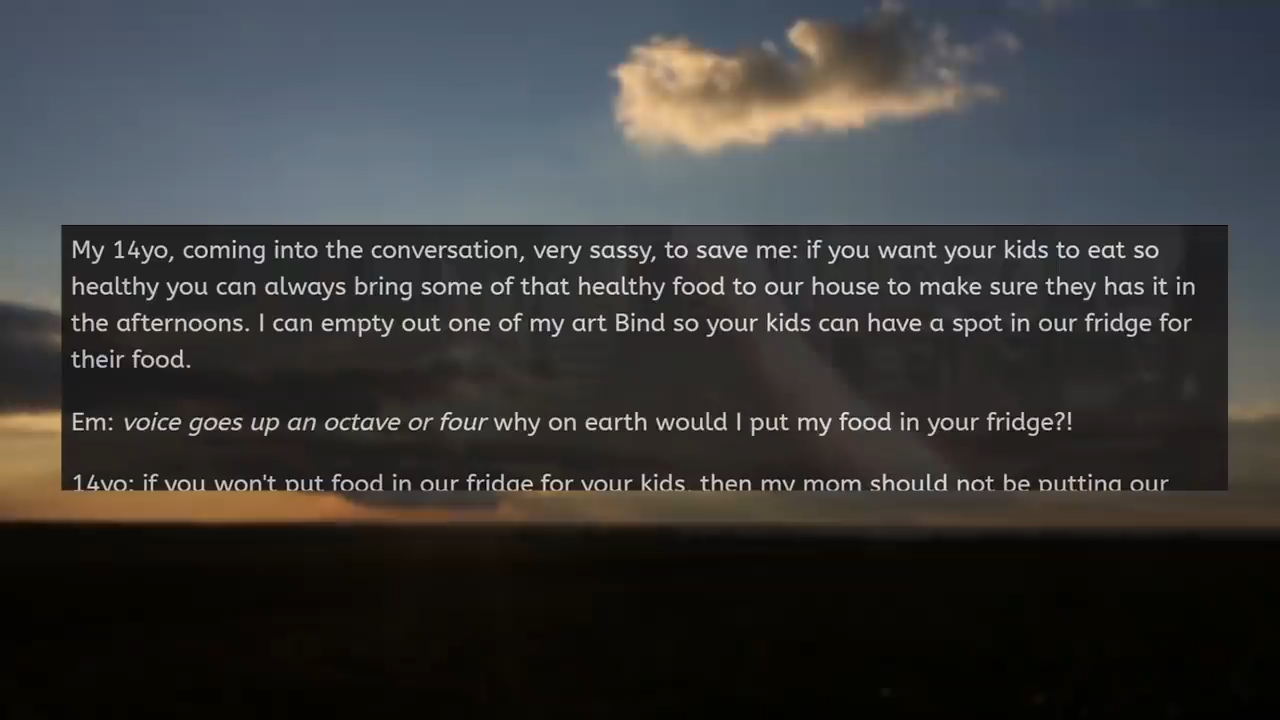 My 14yo, coming into the conversation, very sassy, to save me: if you want your kids to eat so
healthy you can always bring some of that healthy food to our house to make sure they has it in
the afternoons. I can empty out one of my art Bind so your kids can have a spot in our fridge for
their food.
Em: voice goes up an octave or four why on earth would I put my food in your fridge?!
14yo: if you won't put food in our fridge for your kids, then my mom should not be putting our